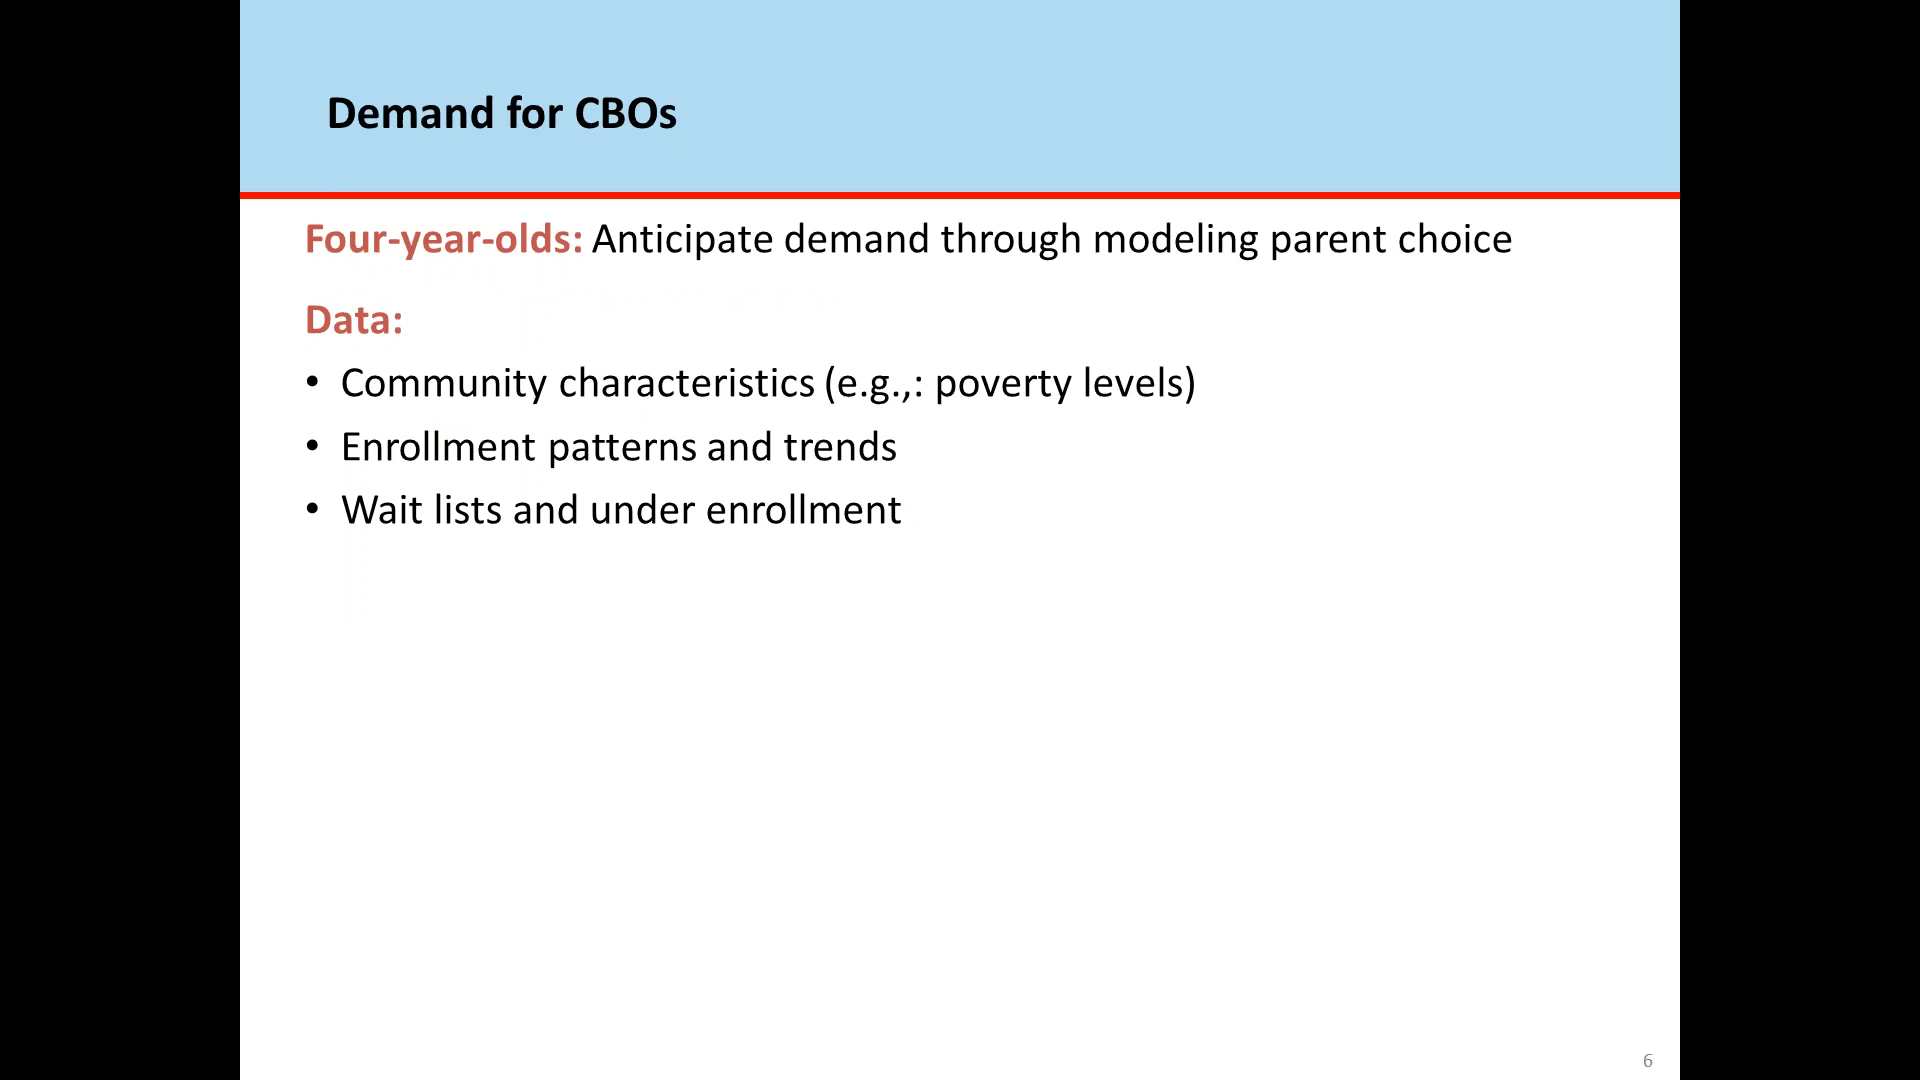 Demand for CBOs
Four-year-olds: Anticipate demand through modeling parent choice
Data:
• Community characteristics (e.g.,: poverty levels)
• Enrollment patterns and trends
• Wait lists and under enrollment
6